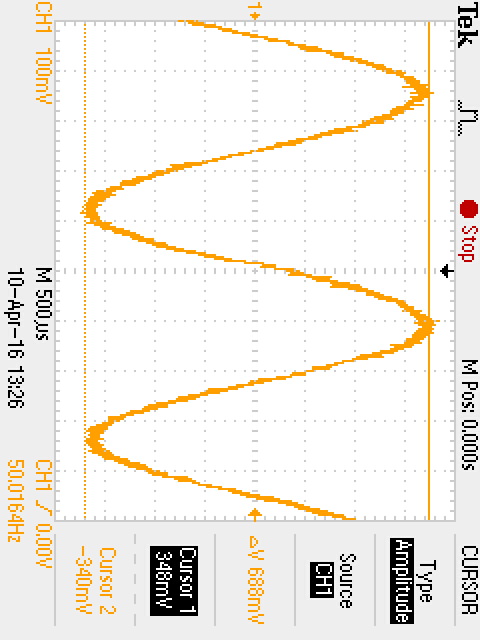 Tek Stop M Pos: 0.000s CURSOR
Type
Amplitude
Source
CH1
ΔV 688mV
Cursor 1
348mV
Cursor 2
-340mV
1
CH1 100mV M 500µs CH1 / 0.00V
10-Apr-16 13:26 50.0164Hz